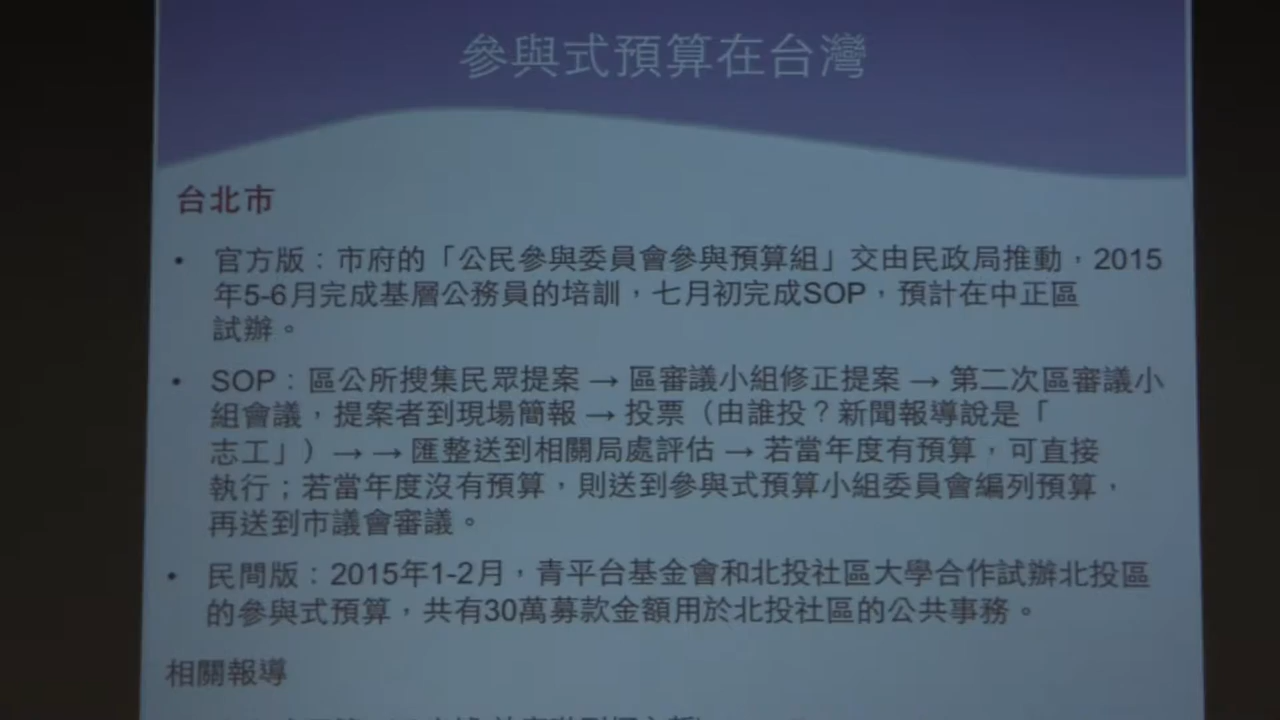 參與式預算在台灣
台北市
• 官方版：市府的「公民參與委員會參與預算組」交由民政局推動，2015
年5-6月完成基層公務員的培訓，七月初完成SOP，預計在中正區
試辦。
• SOP：區公所搜集民眾提案 → 區審議小組修正提案 → 第二次區審議小
組會議，提案者到現場簡報 → 投票（由誰投？新聞報導說是「
志工」）→ → 匯整送到相關局處評估 → 若當年度有預算，可直接
執行；若當年度沒有預算，則送到參與式預算小組委員會編列預算，
再送到市議會審議。
• 民間版：2015年1-2月，青平台基金會和北投社區大學合作試辦北投區
的參與式預算，共有30萬募款金額用於北投社區的公共事務。
相關報導